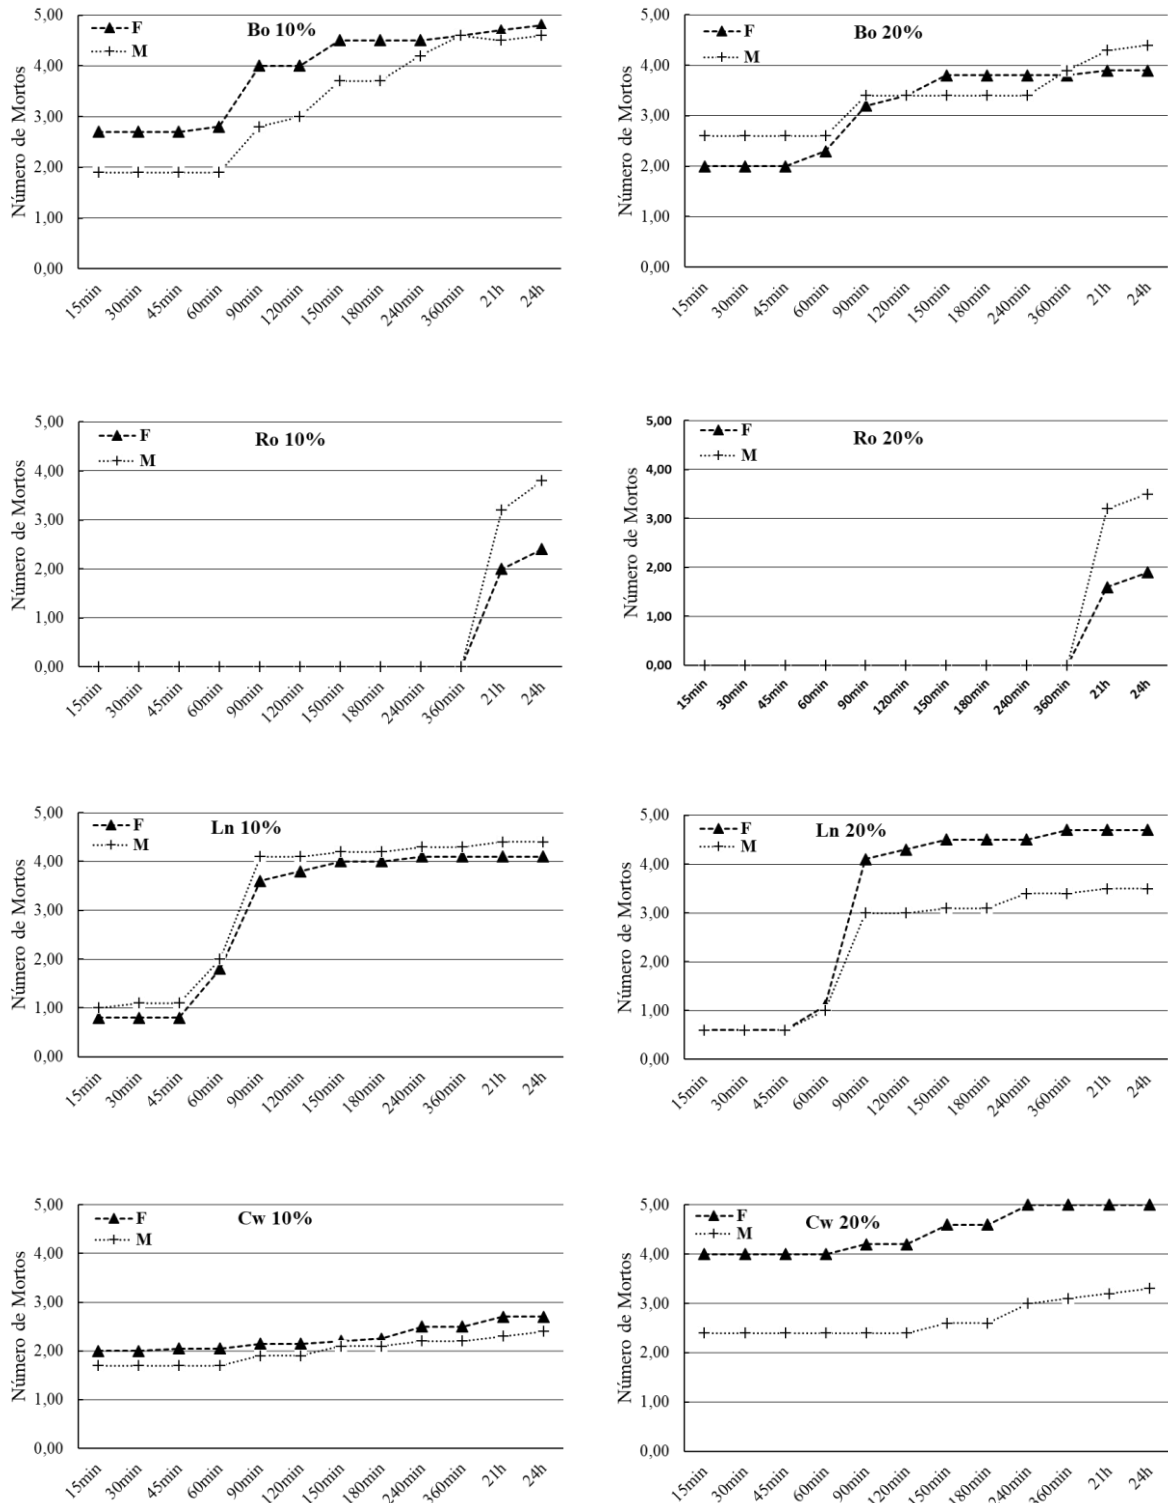 Bo 10%
F
M
Número de Mortos
5,00
4,00
3,00
2,00
1,00
0,00
15min
30min
45min
60min
90min
120min
150min
180min
240min
360min
21h
24h
Bo 20%
F
M
Número de Mortos
5,00
4,00
3,00
2,00
1,00
0,00
15min
30min
45min
60min
90min
120min
150min
180min
240min
360min
21h
24h
Ro 10%
F
M
Número de Mortos
5,00
4,00
3,00
2,00
1,00
0,00
15min
30min
45min
60min
90min
120min
150min
180min
240min
360min
21h
24h
Ro 20%
F
M
Número de Mortos
5,00
4,00
3,00
2,00
1,00
0,00
15min
30min
45min
60min
90min
120min
150min
180min
240min
360min
21h
24h
Ln 10%
F
M
Número de Mortos
5,00
4,00
3,00
2,00
1,00
0,00
15min
30min
45min
60min
90min
120min
150min
180min
240min
360min
21h
24h
Ln 20%
F
M
Número de Mortos
5,00
4,00
3,00
2,00
1,00
0,00
15min
30min
45min
60min
90min
120min
150min
180min
240min
360min
21h
24h
Cw 10%
F
M
Número de Mortos
5,00
4,00
3,00
2,00
1,00
0,00
15min
30min
45min
60min
90min
120min
150min
180min
240min
360min
21h
24h
Cw 20%
F
M
Número de Mortos
5,00
4,00
3,00
2,00
1,00
0,00
15min
30min
45min
60min
90min
120min
150min
180min
240min
360min
21h
24h